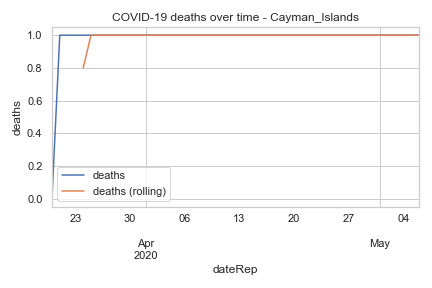 COVID-19 deaths over time - Cayman_Islands
deaths
1.0
0.8
0.6
0.4
0.2
0.0
deaths
deaths (rolling)
23 30 06 13 20 27 04
Apr May
2020
dateRep